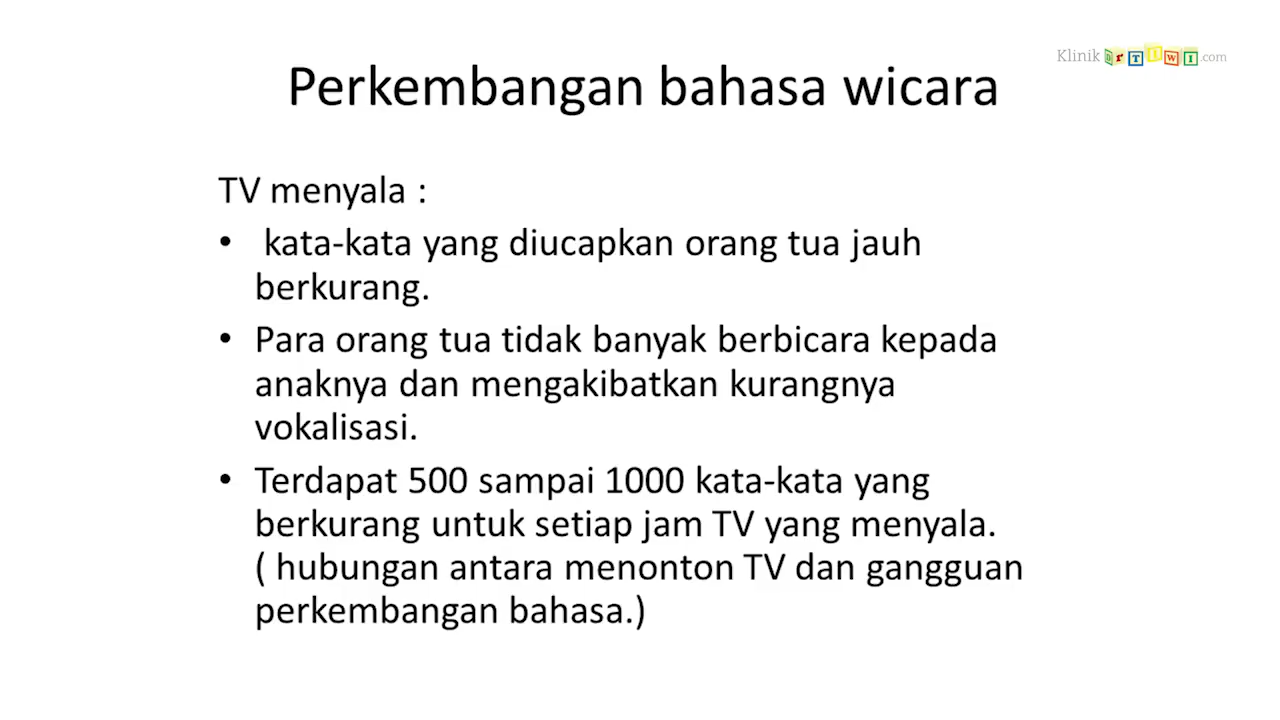 Klinik DrTIWI.com
Perkembangan bahasa wicara
TV menyala :
• kata-kata yang diucapkan orang tua jauh
berkurang.
• Para orang tua tidak banyak berbicara kepada
anaknya dan mengakibatkan kurangnya
vokalisasi.
• Terdapat 500 sampai 1000 kata-kata yang
berkurang untuk setiap jam TV yang menyala.
( hubungan antara menonton TV dan gangguan
perkembangan bahasa.)